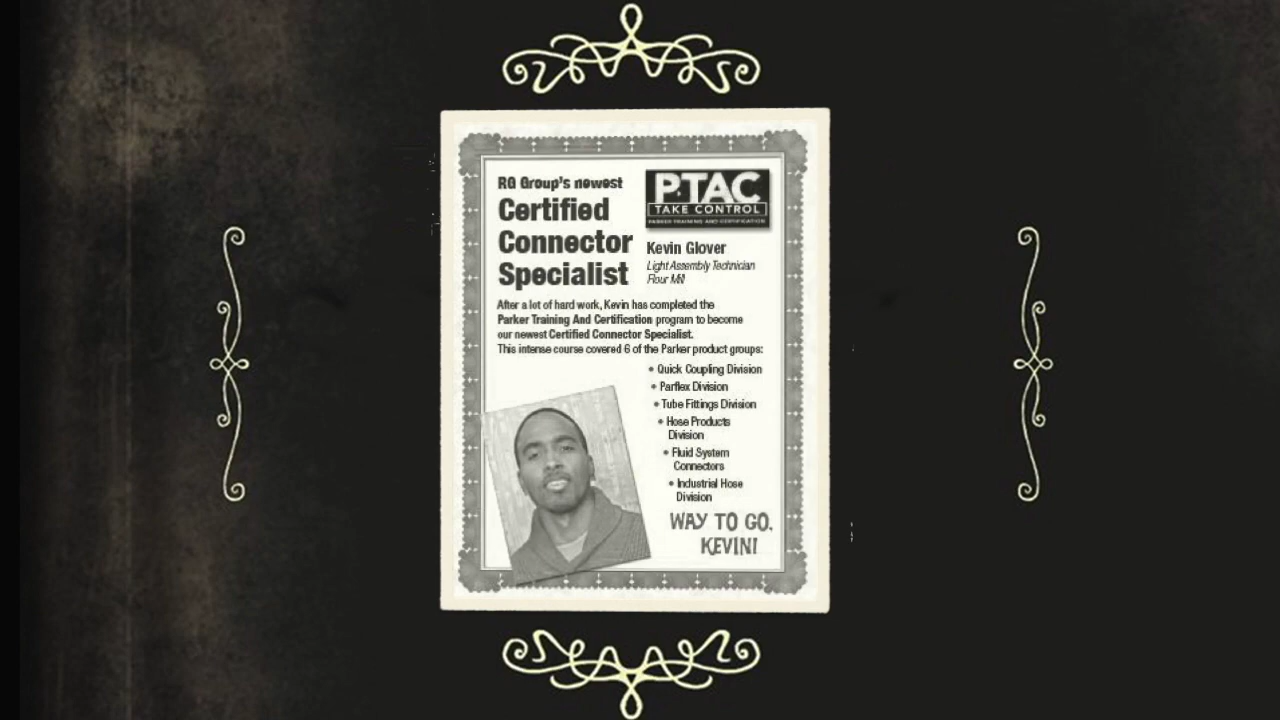 RG Group's newest
Certified
Connector
Specialist
PTAC
TAKE CONTROL
PARKER TRAINING AND CERTIFICATION
Kevin Glover
Light Assembly Technician
Flour Mill
After a lot of hard work, Kevin has completed the
Parker Training And Certification program to become
our newest Certified Connector Specialist.
This intense course covered 6 of the Parker product groups:
• Quick Coupling Division
• Parflex Division
• Tube Fittings Division
• Hose Products
Division
• Fluid System
Connectors
• Industrial Hose
Division
WAY TO GO,
KEVIN!